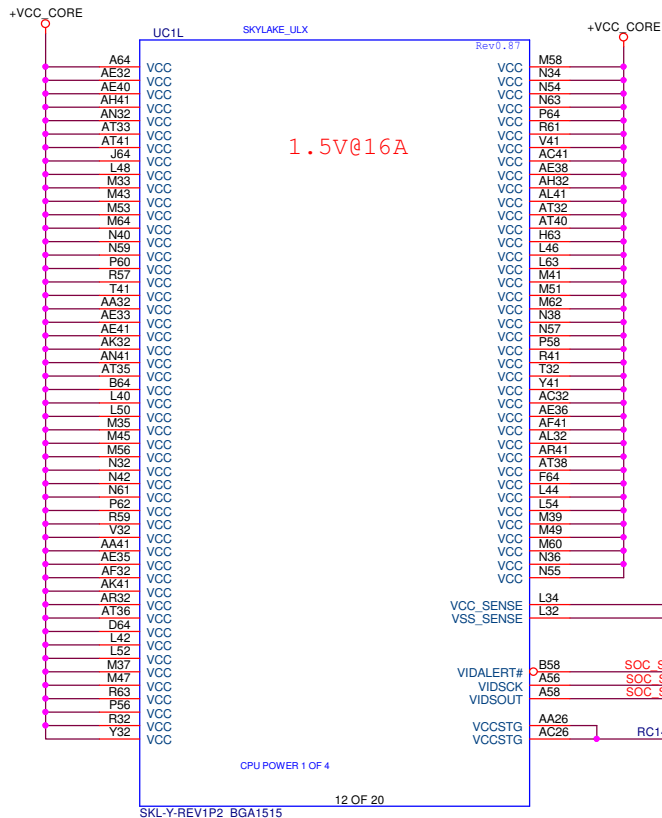 +VCC_CORE
+VCC_CORE
UC1L
SKYLAKE_ULX
Rev0.87
1.5V@16A
A64 VCC VCC M58
AE32 VCC VCC N34
AE40 VCC VCC N54
AH41 VCC VCC N63
AN32 VCC VCC P64
AT33 VCC VCC R61
AT41 VCC VCC V41
J64 VCC VCC AC41
L48 VCC VCC AE38
M33 VCC VCC AH32
M43 VCC VCC AL41
M53 VCC VCC AT32
M64 VCC VCC AT40
N40 VCC VCC H63
N59 VCC VCC L46
P60 VCC VCC L63
R57 VCC VCC M41
T41 VCC VCC M51
AA32 VCC VCC M62
AE33 VCC VCC N38
AE41 VCC VCC N57
AK32 VCC VCC P58
AN41 VCC VCC R41
AT35 VCC VCC T32
B64 VCC VCC Y41
L40 VCC VCC AC32
L50 VCC VCC AE36
M35 VCC VCC AF41
M45 VCC VCC AL32
M56 VCC VCC AR41
N32 VCC VCC AT38
N42 VCC VCC F64
N61 VCC VCC L44
P62 VCC VCC L54
R59 VCC VCC M39
V32 VCC VCC M49
AA41 VCC VCC M60
AE35 VCC VCC N36
AF32 VCC VCC N55
AK41 VCC
AR32 VCC VCC_SENSE L34
AT36 VCC VSS_SENSE L32
D64 VCC
L42 VCC
L52 VCC VIDALERT# B58 SOC_S
M37 VCC VIDSCK A56 SOC_S
M47 VCC VIDSOUT A58 SOC_S
R63 VCC
P56 VCC VCCSTG AA26
R32 VCC VCCSTG AC26 RC14
Y32 VCC
CPU POWER 1 OF 4
12 OF 20
SKL-Y-REV1P2_BGA1515